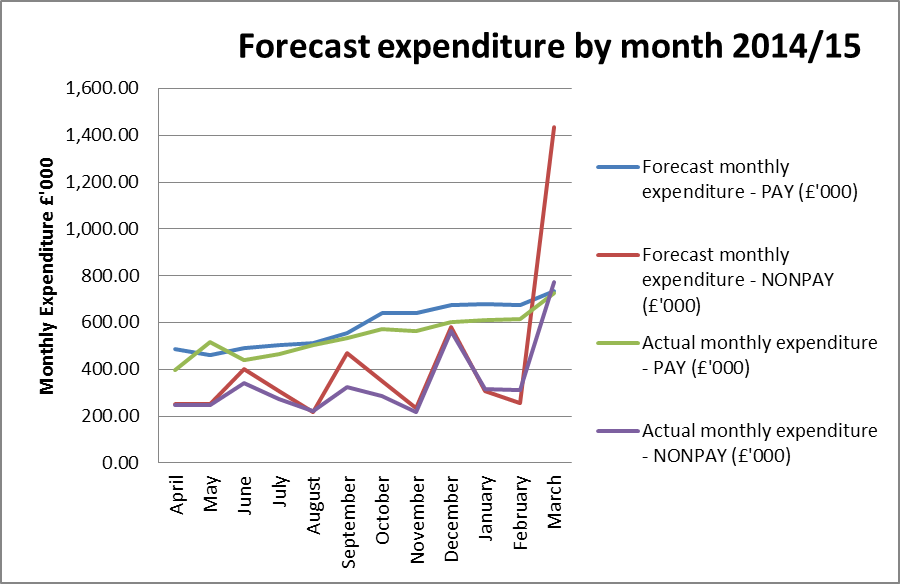 Forecast expenditure by month 2014/15
Monthly Expenditure £'000
1,600.00
1,400.00
1,200.00
1,000.00
800.00
600.00
400.00
200.00
0.00
April
May
June
July
August
September
October
November
December
January
February
March
Forecast monthly
expenditure - PAY (£'000)
Forecast monthly
expenditure - NONPAY
(£'000)
Actual monthly expenditure
- PAY (£'000)
Actual monthly expenditure
- NONPAY (£'000)